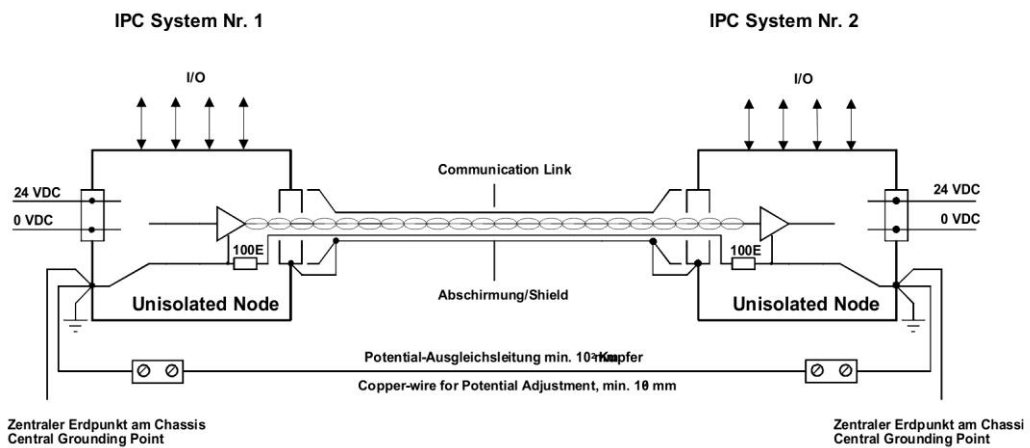 IPC System Nr. 1
IPC System Nr. 2
I/O
I/O
Communication Link
24 VDC
24 VDC
0 VDC
0 VDC
100E
100E
Abschirmung/Shield
Unisolated Node
Unisolated Node
Potential-Ausgleichsleitung min. 10
Copper-wire for Potential Adjustment, min. mm
Zentraler Erdpunkt am Chassis
Central Grounding Point
Zentraler Erdpunkt am Chassi
Central Grounding Point